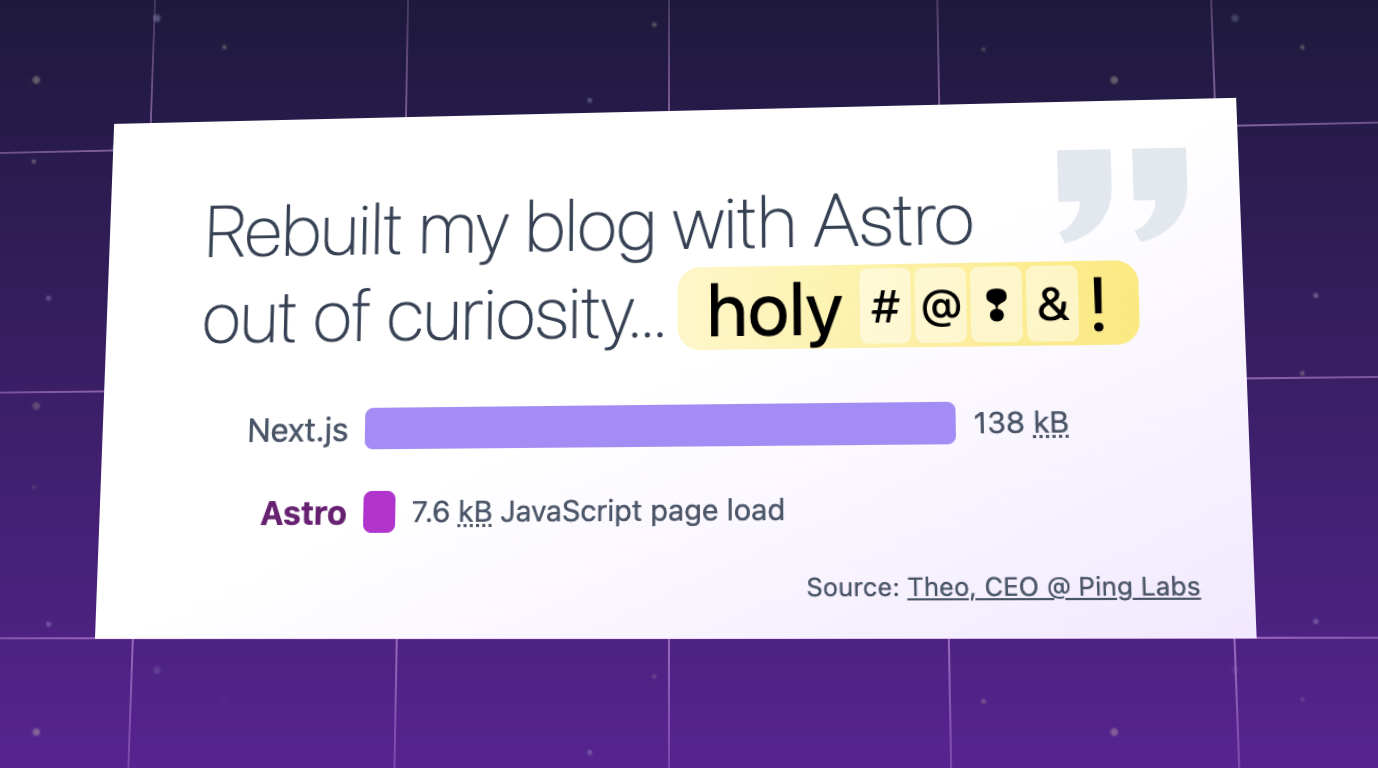 Rebuilt my blog with Astro
out of curiosity... holy #@❢&!
”
Next.js 138 kB
Astro 7.6 kB JavaScript page load
Source: Theo, CEO @ Ping Labs